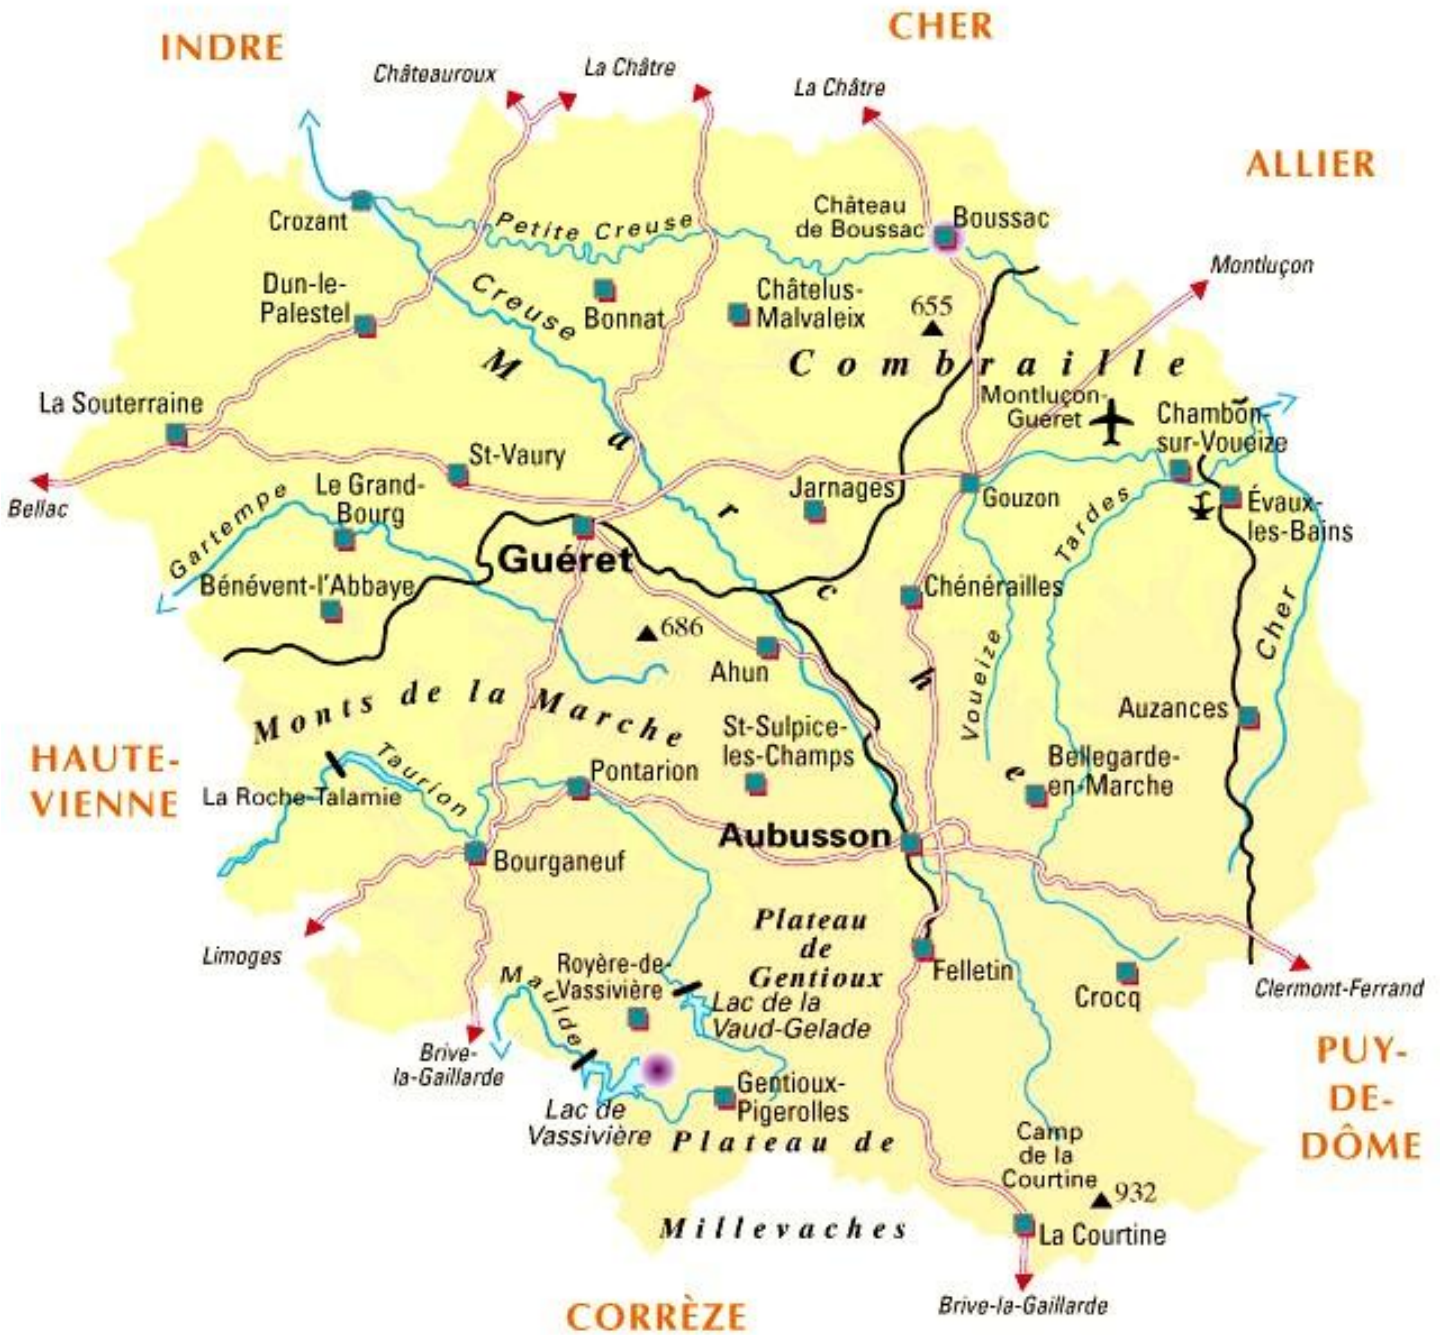 CHER
INDRE
Châteauroux
La Châtre
La Châtre
ALLIER
Crozant
Petite Creuse
Château
de Boussac
Boussac
Montluçon
Dun-le-
Palestel
Creuse
Bonnat
Châtelus-
Malvaleix
655
Combraille
Marche
La Souterraine
Montluçon-
Guéret
Chambon-
sur-Voueize
St-Vaury
Bellac
Gartempe
Le Grand-
Bourg
Jarnages
Gouzon
Tardes
Évaux-
les-Bains
Guéret
Bénévent-l'Abbaye
Chénérailles
Cher
686
Ahun
Voueize
Monts de la Marche
Auzances
HAUTE-
VIENNE
Taurion
St-Sulpice-
les-Champs
Bellegarde-
en-Marche
La Roche-Talamie
Pontarion
Aubusson
Bourganeuf
Plateau
de
Gentioux
Limoges
Royère-de-
Vassivière
Felletin
Crocq
Clermont-Ferrand
Maulde
Lac de la
Vaud-Gelade
Brive-
la-Gaillarde
PUY-
DE-
DÔME
Gentioux-
Pigerolles
Lac de
Vassivière
Plateau de
Millevaches
Camp
de la
Courtine
932
La Courtine
Brive-la-Gaillarde
CORRÈZE